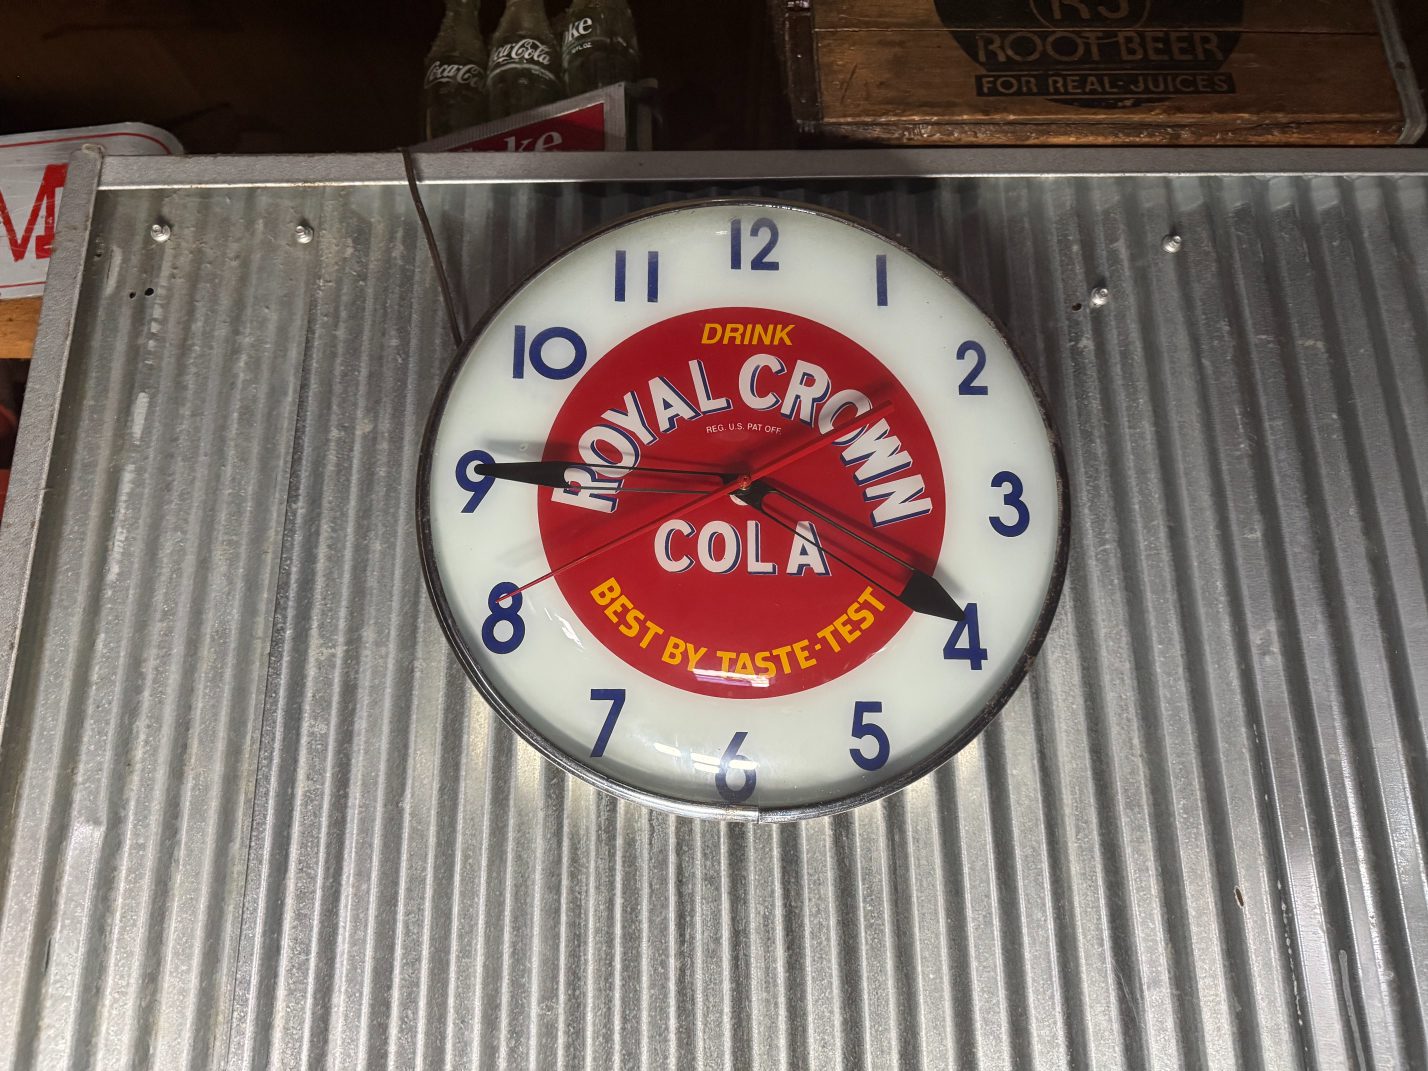 Coca-Cola
Coca-Cola
Coke
RJ
ROOT BEER
FOR REAL-JUICES
Coke
M
12
11
1
10
2
9
3
8
4
7
5
6
DRINK
ROYAL CROWN
REG. U.S. PAT OFF.
COLA
BEST BY TASTE-TEST